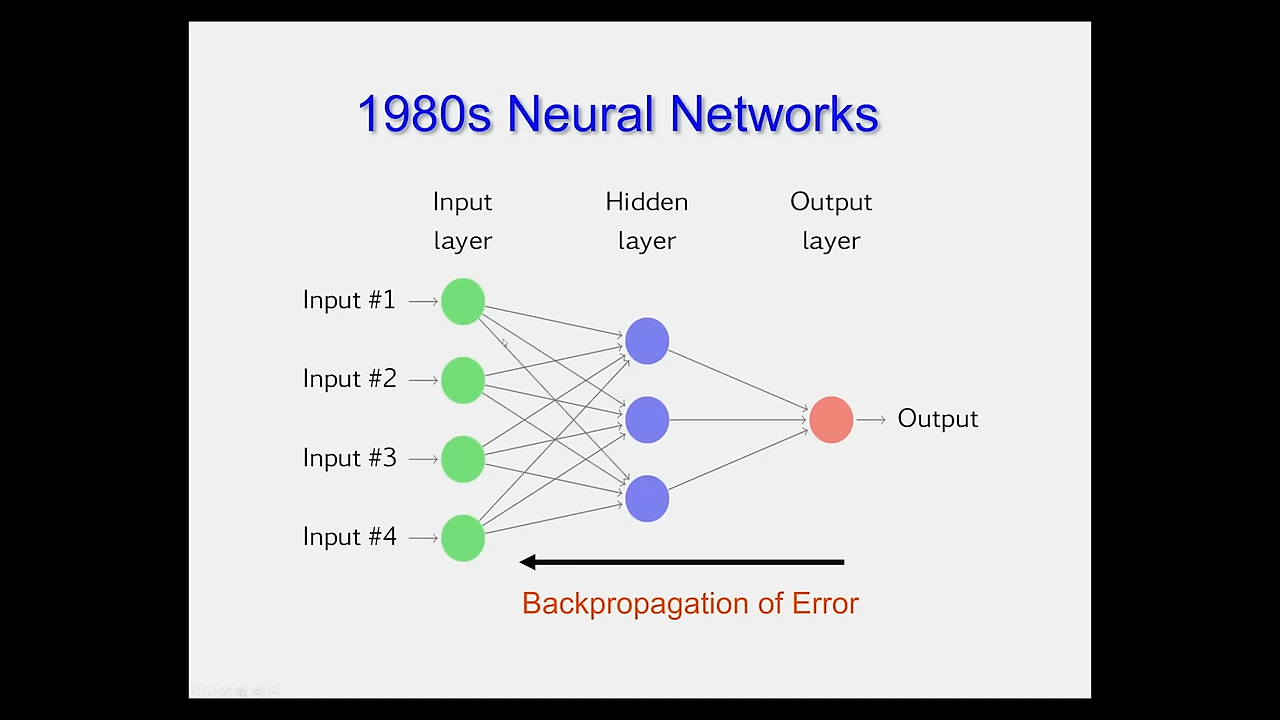 1980s Neural Networks
Input
layer
Hidden
layer
Output
layer
Input #1
Input #2
Input #3
Input #4
Output
Backpropagation of Error